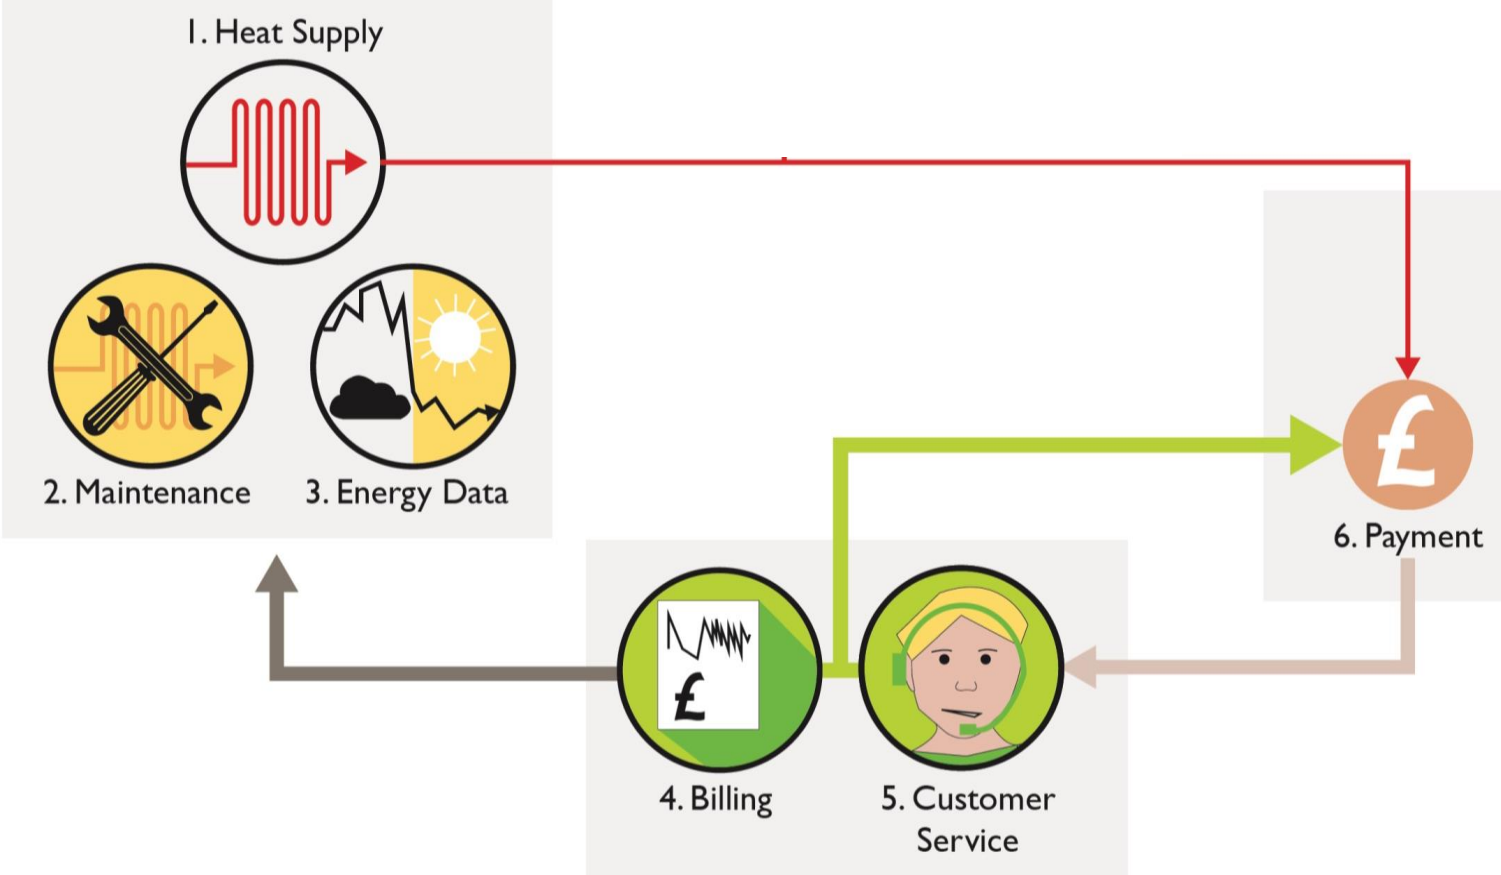 1. Heat Supply
2. Maintenance
3. Energy Data
£
6. Payment
£
4. Billing
5. Customer
Service